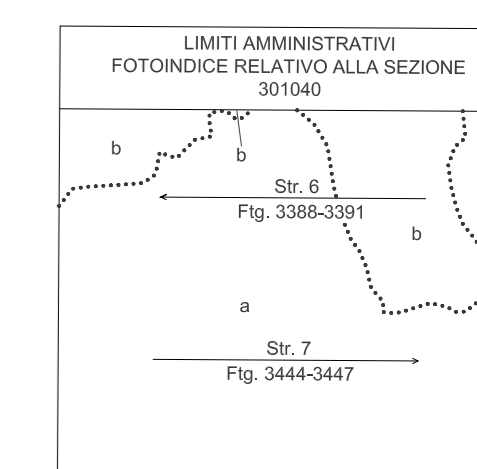 LIMITI AMMINISTRATIVI
FOTOINDICE RELATIVO ALLA SEZIONE
301040
b
b
Str. 6
Ftg. 3388-3391
b
a
Str. 7
Ftg. 3444-3447